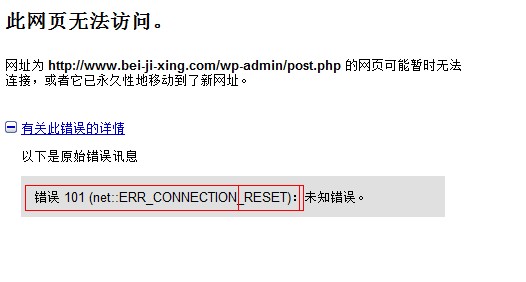 此网页无法访问。
网址为 http://www.bei-ji-xing.com/wp-admin/post.php 的网页可能暂时无法
连接，或者它已永久性地移动到了新网址。
有关此错误的详情
以下是原始错误讯息
错误 101 (net::ERR_CONNECTION_RESET)：未知错误。